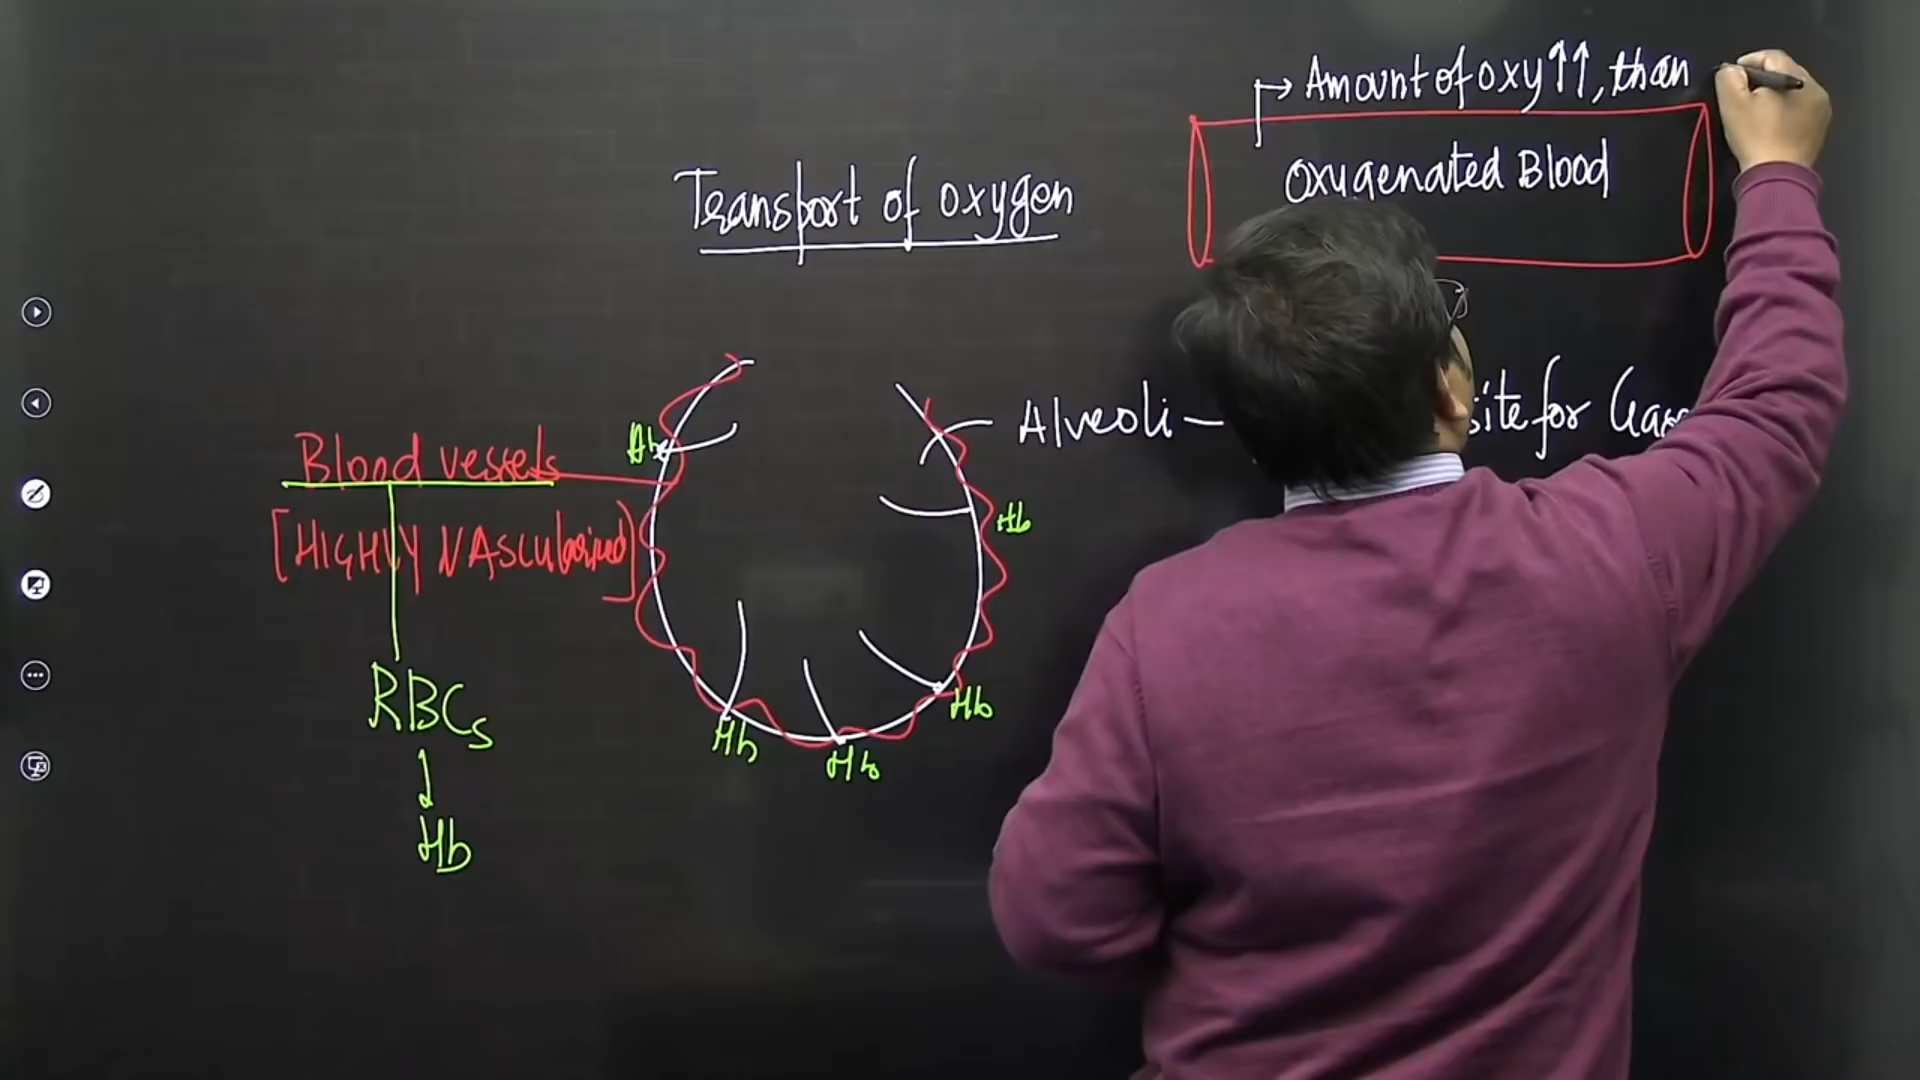 Amount of oxy↑↑, than
Oxygenated Blood
Transport of oxygen
Alveoli – site for
Blood vessels
[HIGHLY VASCularised]
Hb
Hb
Hb
Hb
Hb
RBCs
↓
Hb